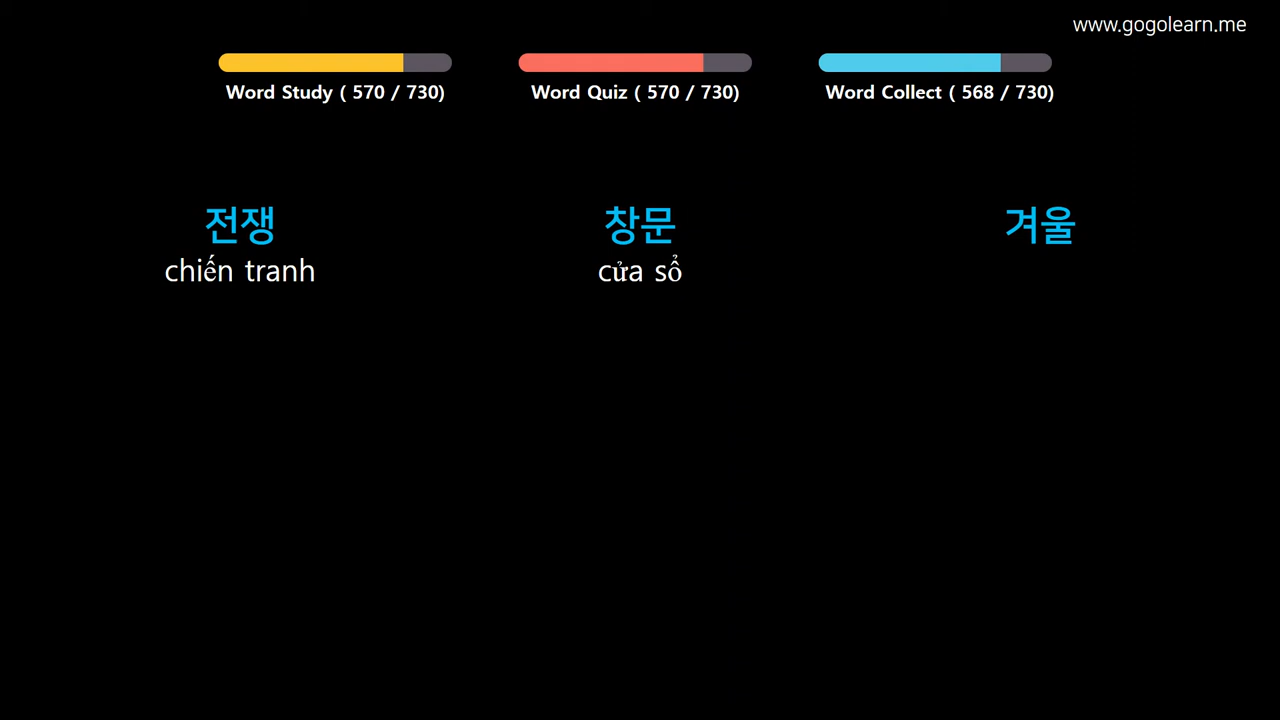 www.gogolearn.me
Word Study ( 570 / 730)
Word Quiz ( 570 / 730)
Word Collect ( 568 / 730)
전쟁
chiến tranh
창문
cửa sổ
겨울